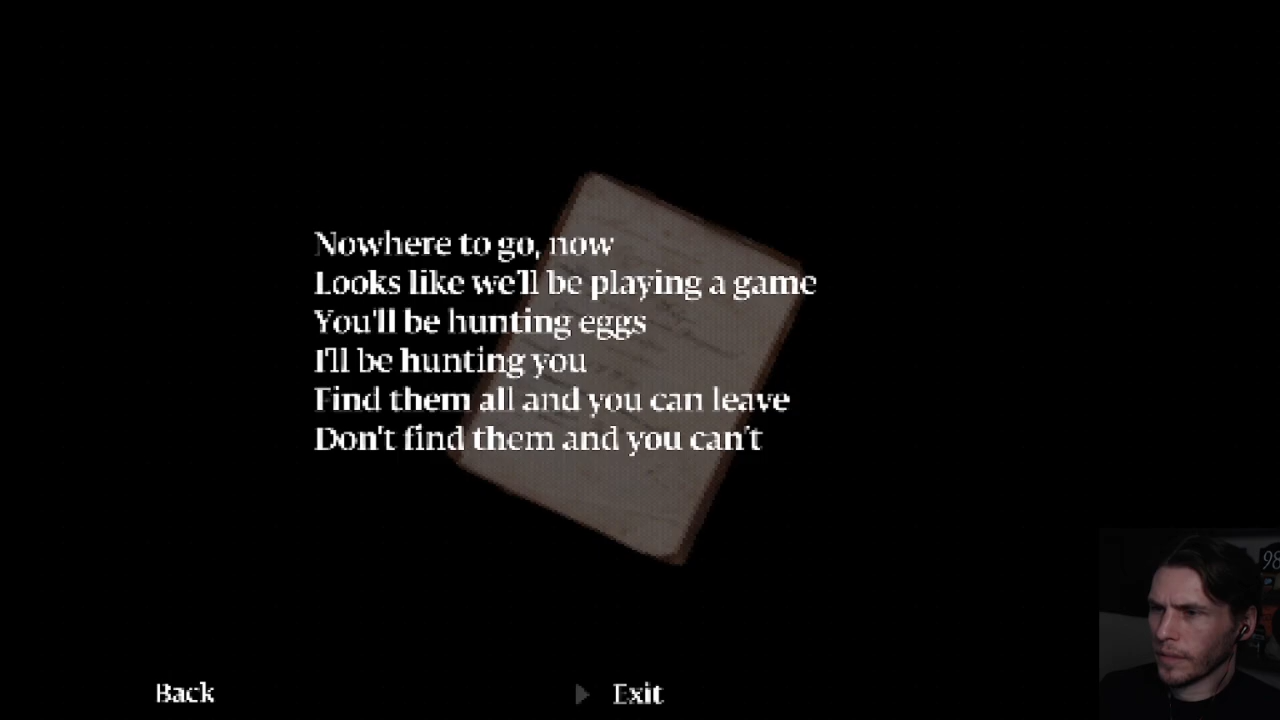 Nowhere to go, now
Looks like we'll be playing a game
You'll be hunting eggs
I'll be hunting you
Find them all and you can leave
Don't find them and you can't
Back
Exit
98